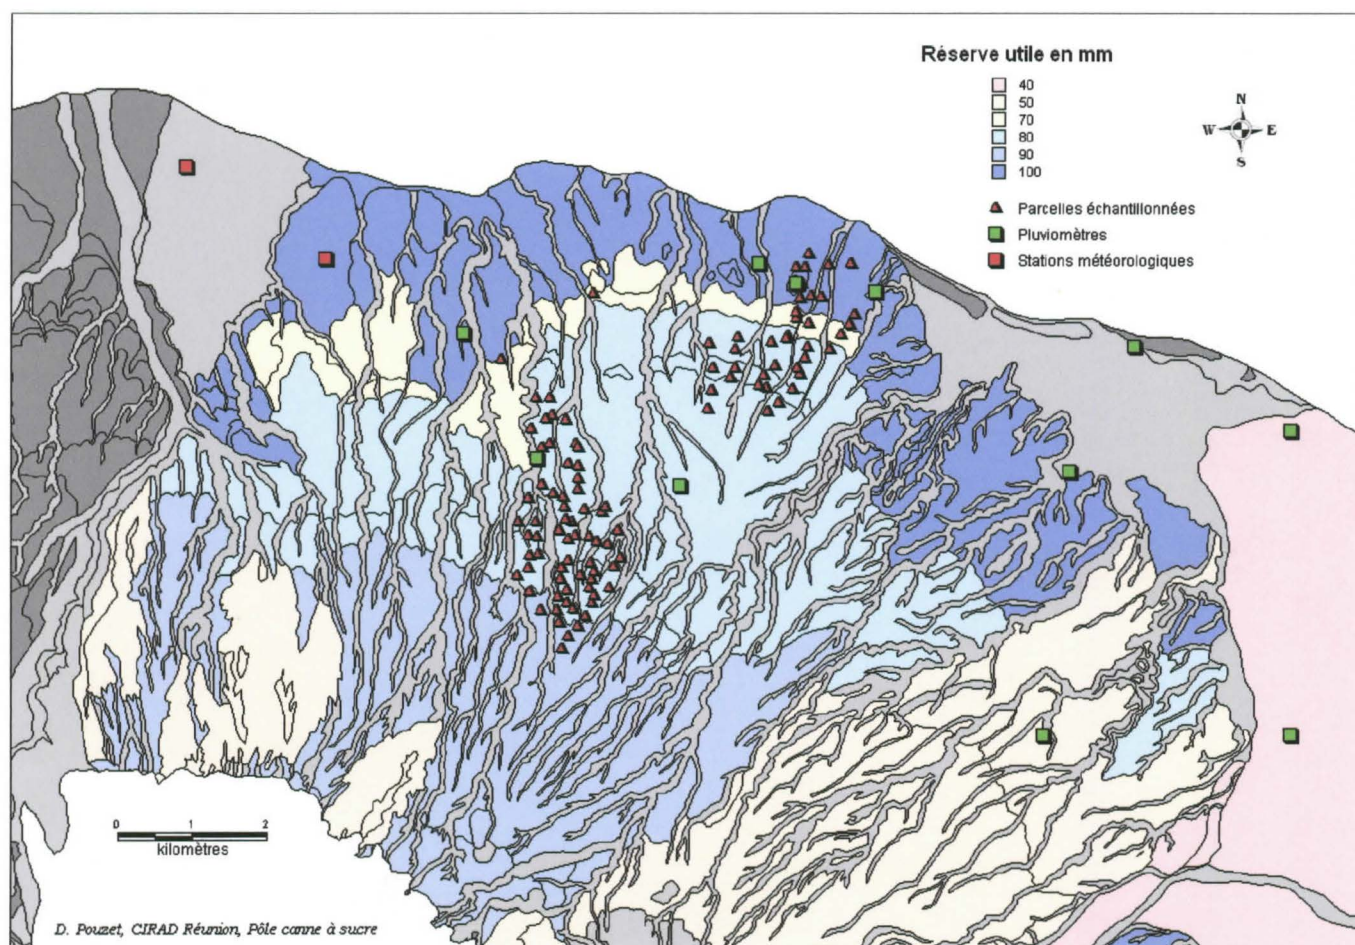 Réserve utile en mm
40
50
70
80
90
100
Parcelles échantillonnées
Pluviomètres
Stations météorologiques
N
W E
S
0 1 2
kilomètres
D. Pouzet, CIRAD Réunion, Pôle canne à sucre